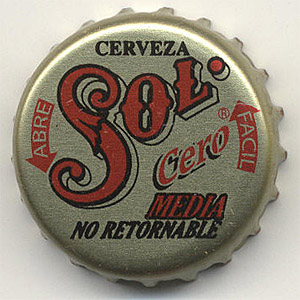 CERVEZA
SOL
ABRE
FACIL
®
cero
MEDIA
NO RETORNABLE